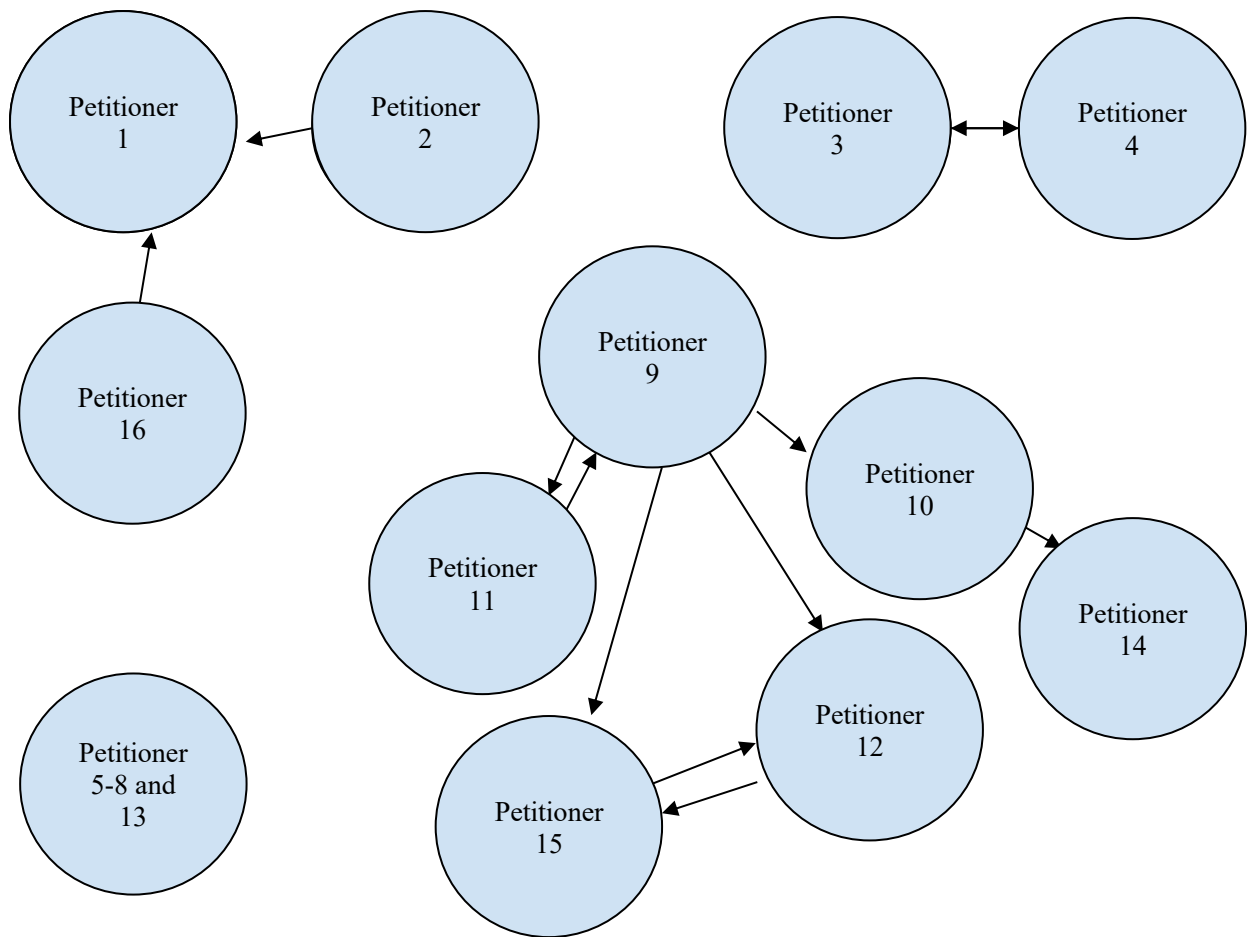 Petitioner
1
Petitioner
2
Petitioner
3
Petitioner
4
Petitioner
9
Petitioner
16
Petitioner
10
Petitioner
11
Petitioner
14
Petitioner
12
Petitioner
5-8 and
13
Petitioner
15